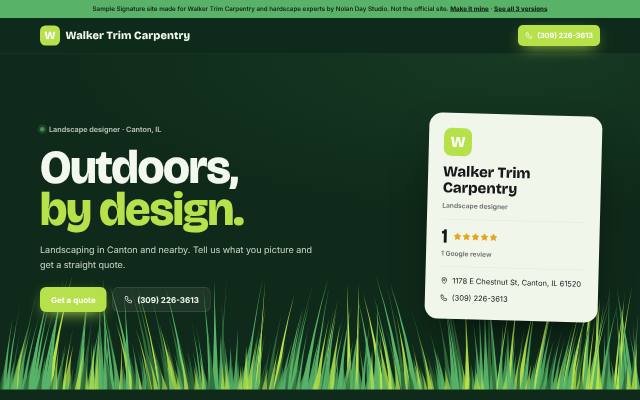 Sample Signature site made for Walker Trim Carpentry and hardscape experts by Nolan Day Studio. Not the official site. Make it mine · See all 3 versions
W Walker Trim Carpentry
(309) 226-3613
Landscape designer · Canton, IL
Outdoors,
by design.
Landscaping in Canton and nearby. Tell us what you picture and
get a straight quote.
Get a quote
(309) 226-3613
W
Walker Trim
Carpentry
Landscape designer
1 ★★★★★
1 Google review
1178 E Chestnut St, Canton, IL 61520
(309) 226-3613